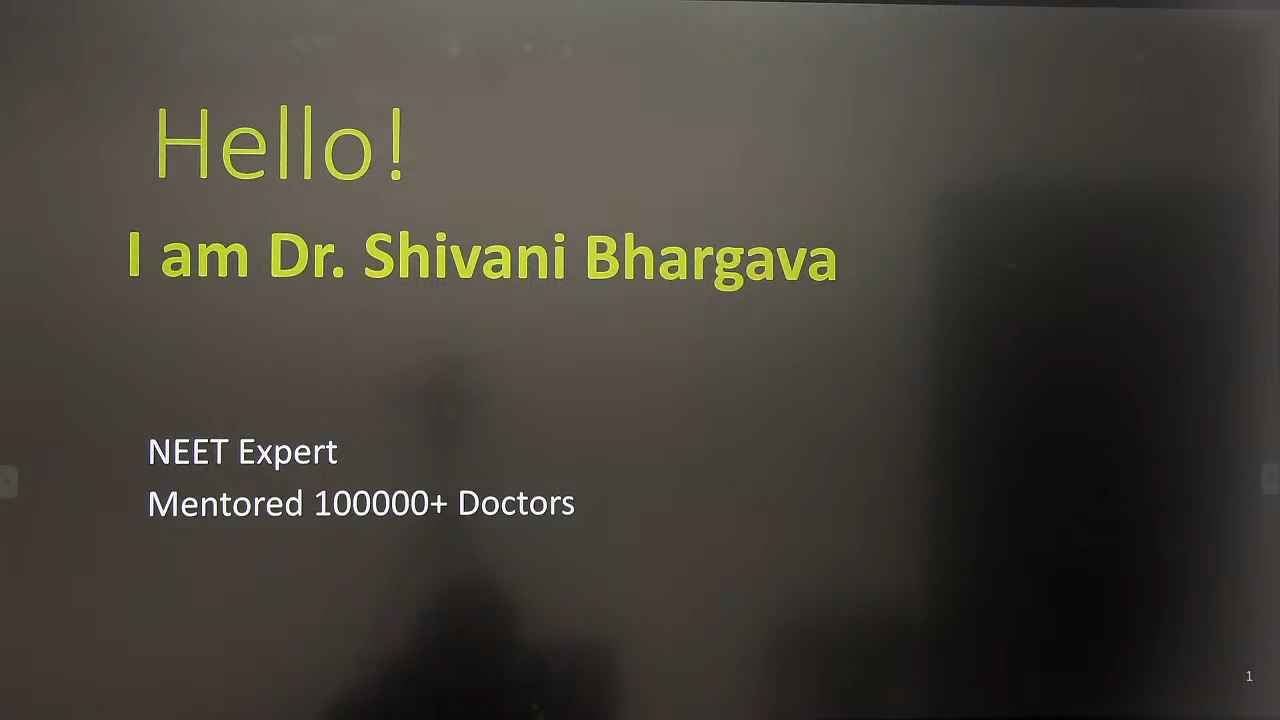 Hello!
I am Dr. Shivani Bhargava
NEET Expert
Mentored 100000+ Doctors
1